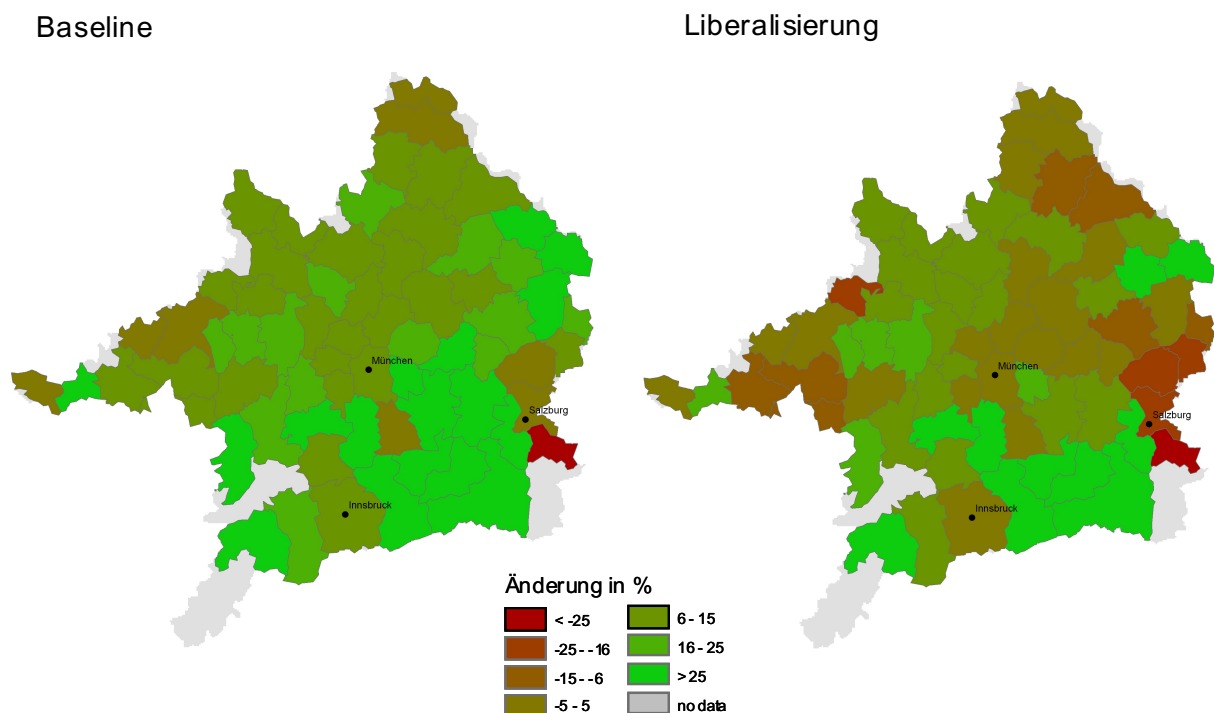 Baseline
Liberalisierung
München
München
Salzburg
Salzburg
Innsbruck
Innsbruck
Änderung in %
< -25
6 - 15
-25 - -16
16 - 25
-15 - -6
> 25
-5 - 5
no data